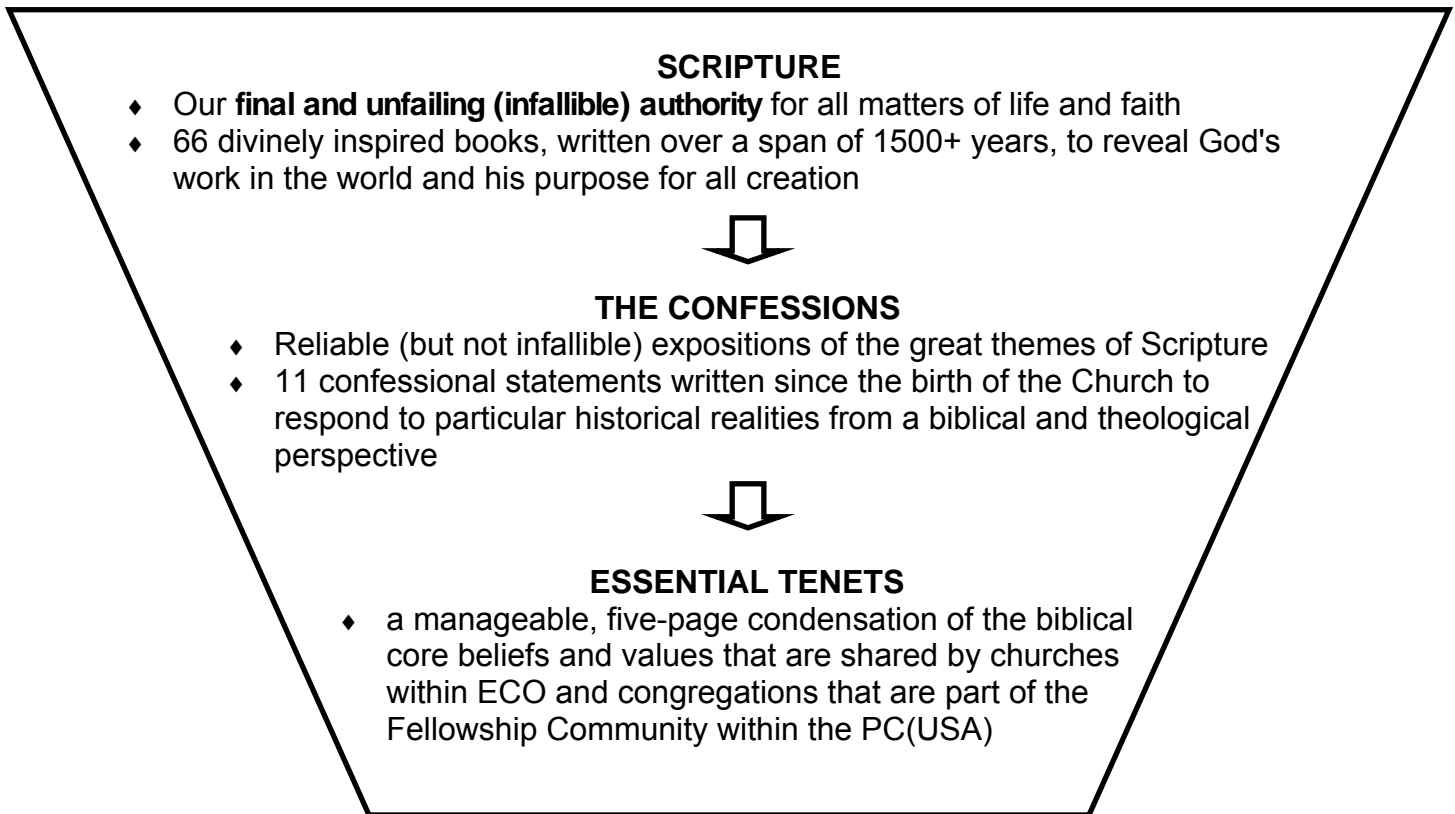 SCRIPTURE
♦ Our final and unfailing (infallible) authority for all matters of life and faith
♦ 66 divinely inspired books, written over a span of 1500+ years, to reveal God's
work in the world and his purpose for all creation
THE CONFESSIONS
♦ Reliable (but not infallible) expositions of the great themes of Scripture
♦ 11 confessional statements written since the birth of the Church to
respond to particular historical realities from a biblical and theological
perspective
ESSENTIAL TENETS
♦ a manageable, five-page condensation of the biblical
core beliefs and values that are shared by churches
within ECO and congregations that are part of the
Fellowship Community within the PC(USA)